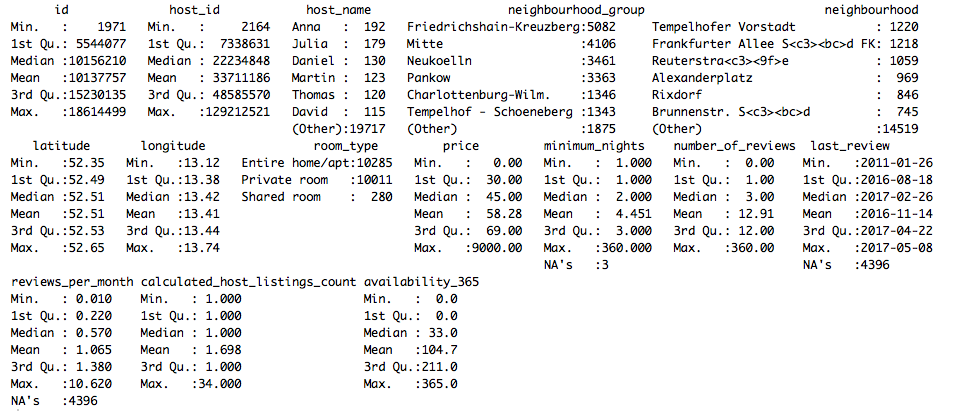 id              host_id            host_name                  neighbourhood_group                        neighbourhood
Min.   :    1971   Min.   :     2164   Anna   :  192   Friedrichshain-Kreuzberg:5082   Tempelhofer Vorstadt       : 1220
1st Qu.: 5544077   1st Qu.:  7338631   Julia  :  179   Mitte                   :4106   Frankfurter Allee S<c3><bc>d FK: 1218
Median :10156210   Median : 22234848   Daniel :  130   Neukoelln               :3461   Reuterstra<c3><9f>e        : 1059
Mean   :10137757   Mean   : 33711186   Martin :  123   Pankow                  :3363   Alexanderplatz             :  969
3rd Qu.:15230135   3rd Qu.: 48585570   Thomas :  120   Charlottenburg-Wilm.    :1346   Rixdorf                    :  846
Max.   :18614499   Max.   :129212521   David  :  115   Tempelhof - Schoeneberg :1343   Brunnenstr. S<c3><bc>d     :  745
(Other):19717   (Other)                 :1875   (Other)                    :14519
latitude       longitude           room_type         price         minimum_nights    number_of_reviews  last_review
Min.   :52.35   Min.   :13.12   Entire home/apt:10285   Min.   :   0.00   Min.   :  1.000   Min.   :  0.00   Min.   :2011-01-26
1st Qu.:52.49   1st Qu.:13.38   Private room   :10011   1st Qu.:  30.00   1st Qu.:  1.000   1st Qu.:  1.00   1st Qu.:2016-08-18
Median :52.51   Median :13.42   Shared room    :  280   Median :  45.00   Median :  2.000   Median :  3.00   Median :2017-02-26
Mean   :52.51   Mean   :13.41   Mean   :  58.28   Mean   :  4.451   Mean   : 12.91   Mean   :2016-11-14
3rd Qu.:52.53   3rd Qu.:13.44   3rd Qu.:  69.00   3rd Qu.:  3.000   3rd Qu.: 12.00   3rd Qu.:2017-04-22
Max.   :52.65   Max.   :13.74   Max.   :9000.00   Max.   :360.000   Max.   :360.00   Max.   :2017-05-08
NA's   :3   NA's   :4396
reviews_per_month calculated_host_listings_count availability_365
Min.   : 0.010   Min.   : 1.000   Min.   :  0.0
1st Qu.: 0.220   1st Qu.: 1.000   1st Qu.:  0.0
Median : 0.570   Median : 1.000   Median : 33.0
Mean   : 1.065   Mean   : 1.698   Mean   :104.7
3rd Qu.: 1.380   3rd Qu.: 1.000   3rd Qu.:211.0
Max.   :10.620   Max.   :34.000   Max.   :365.0
NA's   :4396